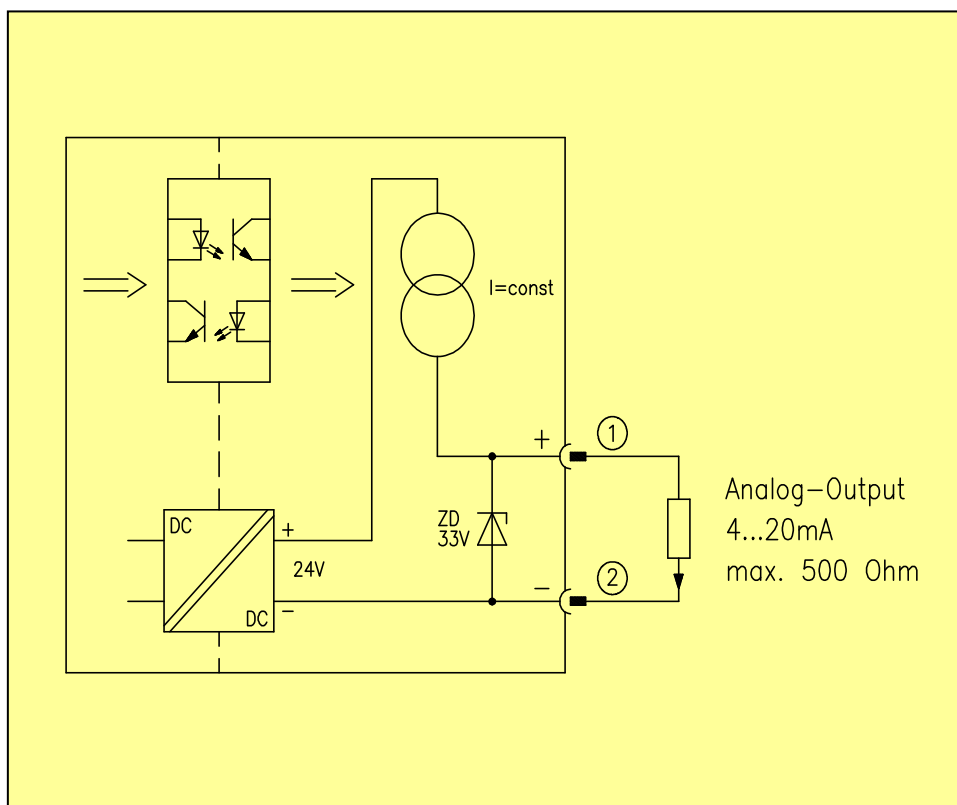 I=const
+
1
ZD
33V
Analog-Output
4...20mA
max. 500 Ohm
DC
+
24V
DC
−
−
2